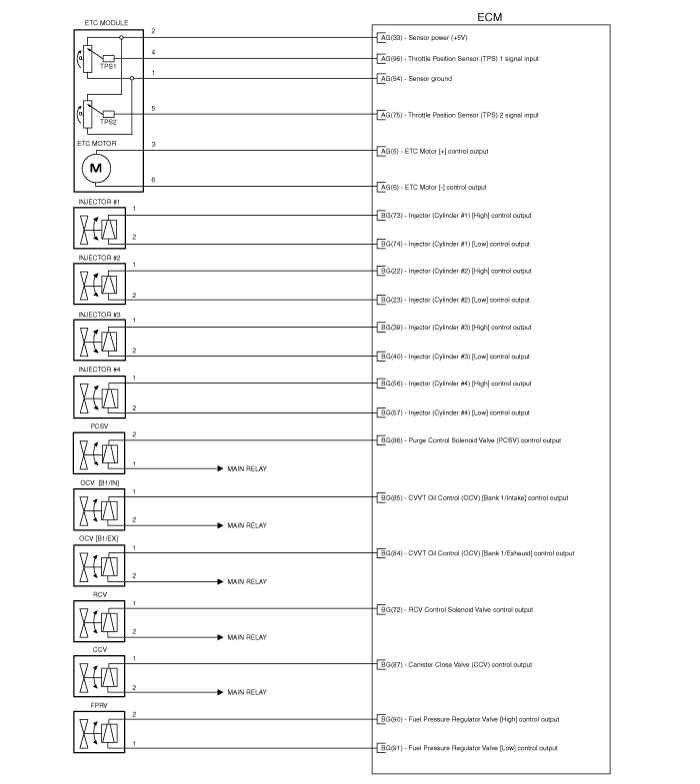 ECM
ETC MODULE
2 AG(33) - Sensor power (+5V)
4 AG(96) - Throttle Position Sensor (TPS) 1 signal input
TPS1
1 AG(54) - Sensor ground
5 AG(75) - Throttle Position Sensor (TPS) 2 signal input
TPS2
ETC MOTOR
3 AG(5) - ETC Motor [+] control output
M
6 AG(6) - ETC Motor [-] control output
INJECTOR #1
1 BG(73) - Injector (Cylinder #1) [High] control output
2 BG(74) - Injector (Cylinder #1) [Low] control output
INJECTOR #2
1 BG(22) - Injector (Cylinder #2) [High] control output
2 BG(23) - Injector (Cylinder #2) [Low] control output
INJECTOR #3
1 BG(39) - Injector (Cylinder #3) [High] control output
2 BG(40) - Injector (Cylinder #3) [Low] control output
INJECTOR #4
1 BG(56) - Injector (Cylinder #4) [High] control output
2 BG(57) - Injector (Cylinder #4) [Low] control output
PCSV
2 BG(86) - Purge Control Solenoid Valve (PCSV) control output
1 MAIN RELAY
OCV [B1/IN]
1 BG(85) - CVVT Oil Control (OCV) [Bank 1/Intake] control output
2 MAIN RELAY
OCV [B1/EX]
1 BG(84) - CVVT Oil Control (OCV) [Bank 1/Exhaust] control output
2 MAIN RELAY
RCV
1 BG(72) - RCV Control Solenoid Valve control output
2 MAIN RELAY
CCV
1 BG(87) - Canister Close Valve (CCV) control output
2 MAIN RELAY
FPRV
2 BG(90) - Fuel Pressure Regulator Valve [High] control output
1 BG(91) - Fuel Pressure Regulator Valve [Low] control output